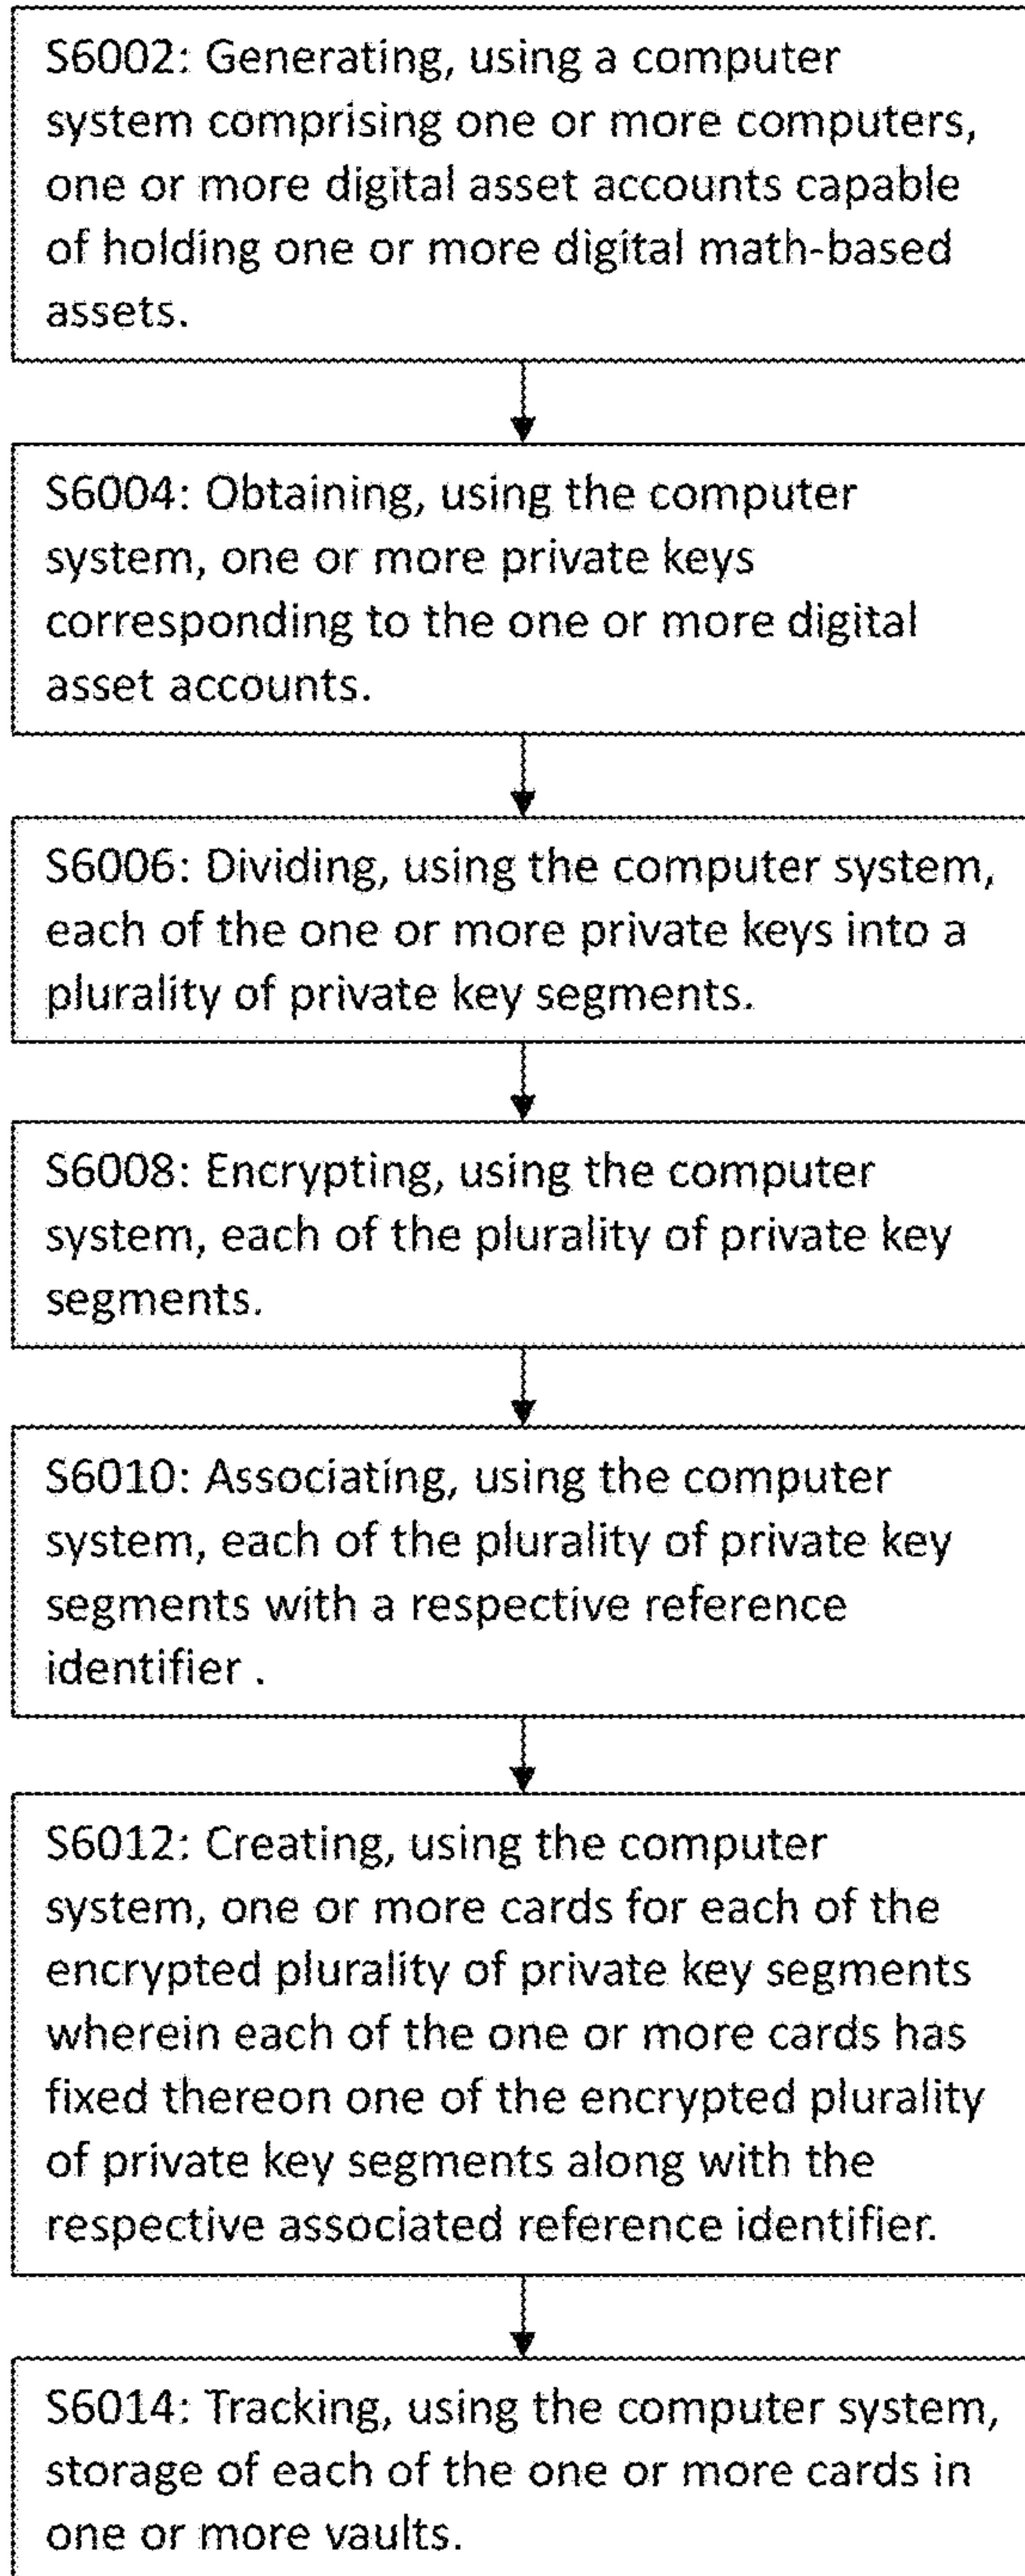 S6002: Generating, using a computer
system comprising one or more computers,
one or more digital asset accounts capable
of holding one or more digital math-based
assets.
S6004: Obtaining, using the computer
system, one or more private keys
corresponding to the one or more digital
asset accounts.
S6006: Dividing, using the computer system,
each of the one or more private keys into a
plurality of private key segments.
S6008: Encrypting, using the computer
system, each of the plurality of private key
segments.
S6010: Associating, using the computer
system, each of the plurality of private key
segments with a respective reference
identifier .
S6012: Creating, using the computer
system, one or more cards for each of the
encrypted plurality of private key segments
wherein each of the one or more cards has
fixed thereon one of the encrypted plurality
of private key segments along with the
respective associated reference identifier.
S6014: Tracking, using the computer system,
storage of each of the one or more cards in
one or more vaults.